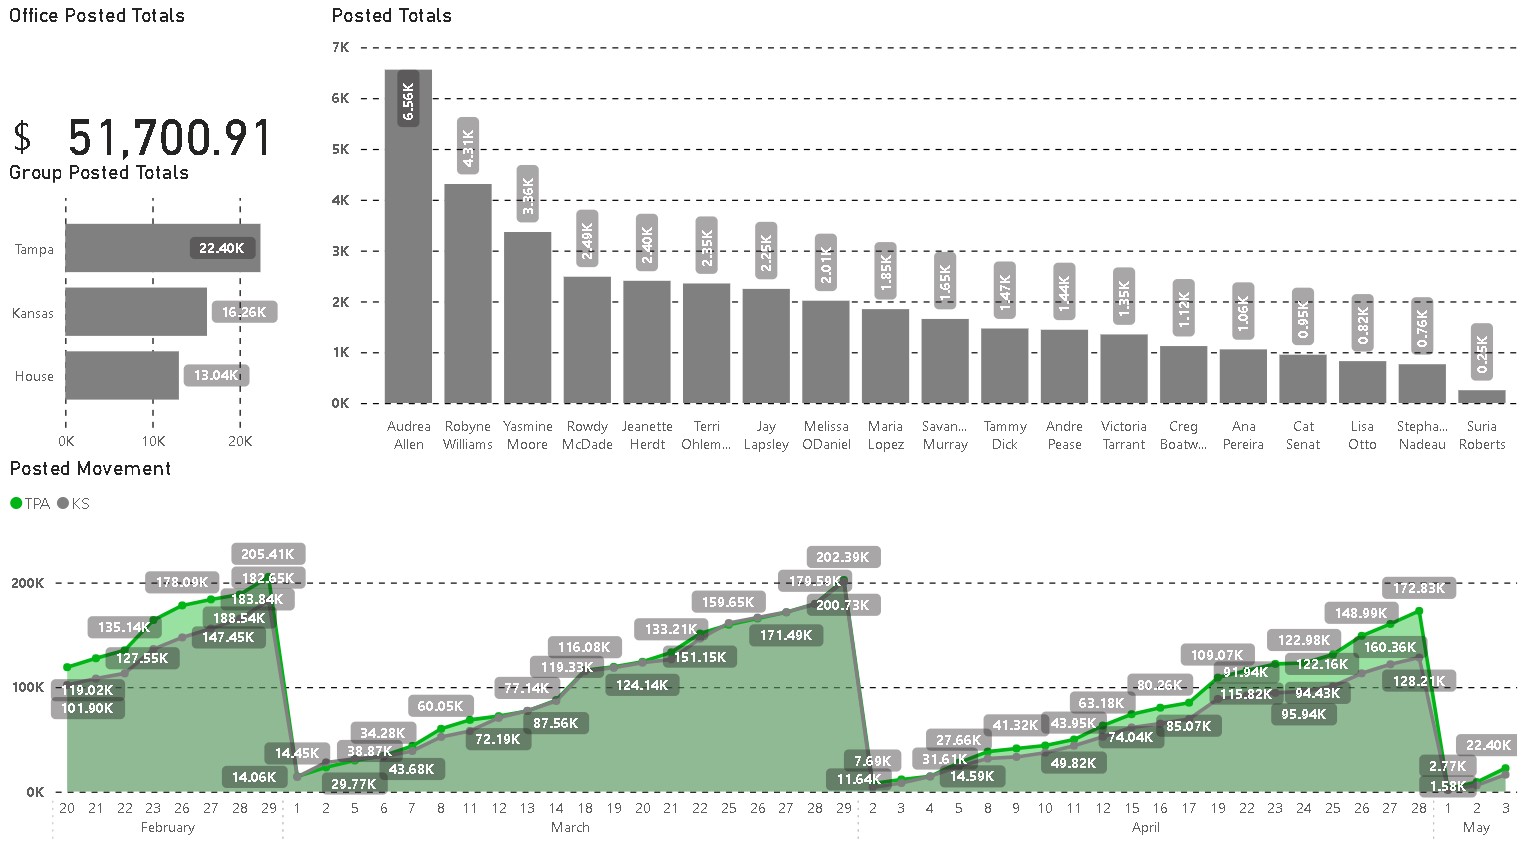 Office Posted Totals
$ 51,700.91
Group Posted Totals
Tampa
22.40K
Kansas
16.26K
House
13.04K
0K 10K 20K
Posted Totals
7K
6K
5K
4K
3K
2K
1K
0K
6.56K 4.31K 3.36K 2.49K 2.40K 2.35K 2.25K 2.01K 1.85K 1.65K 1.47K 1.44K 1.35K 1.12K 1.06K 0.95K 0.82K 0.76K 0.25K
Audrea Robyne Yasmine Rowdy Jeanette Terri Jay Melissa Maria Savan... Tammy Andre Victoria Creg Ana Cat Lisa Stepha... Suria
Allen Williams Moore McDade Herdt Ohlem... Lapsley ODaniel Lopez Murray Dick Pease Tarrant Boatw... Pereira Senat Otto Nadeau Roberts
Posted Movement
TPA KS
200K
100K
0K
119.02K
101.90K
135.14K
127.55K
178.09K
147.45K
188.54K
183.84K
182.65K
205.41K
14.45K
14.06K
29.77K
38.87K
34.28K
43.68K
60.05K
72.19K
77.14K
87.56K
119.33K
116.08K
124.14K
133.21K
151.15K
159.65K
171.49K
179.59K
200.73K
202.39K
7.69K
11.64K
31.61K
27.66K
14.59K
41.32K
43.95K
49.82K
63.18K
74.04K
80.26K
85.07K
109.07K
91.94K
115.82K
122.98K
122.16K
94.43K
95.94K
148.99K
160.36K
172.83K
128.21K
2.77K
1.58K
22.40K
20 21 22 23 26 27 28 29 1 2 5 6 7 8 11 12 13 14 18 19 20 21 22 25 26 27 28 29 2 3 4 5 8 9 10 11 12 15 16 17 19 22 23 24 25 26 27 28 1 2 3
February March April May